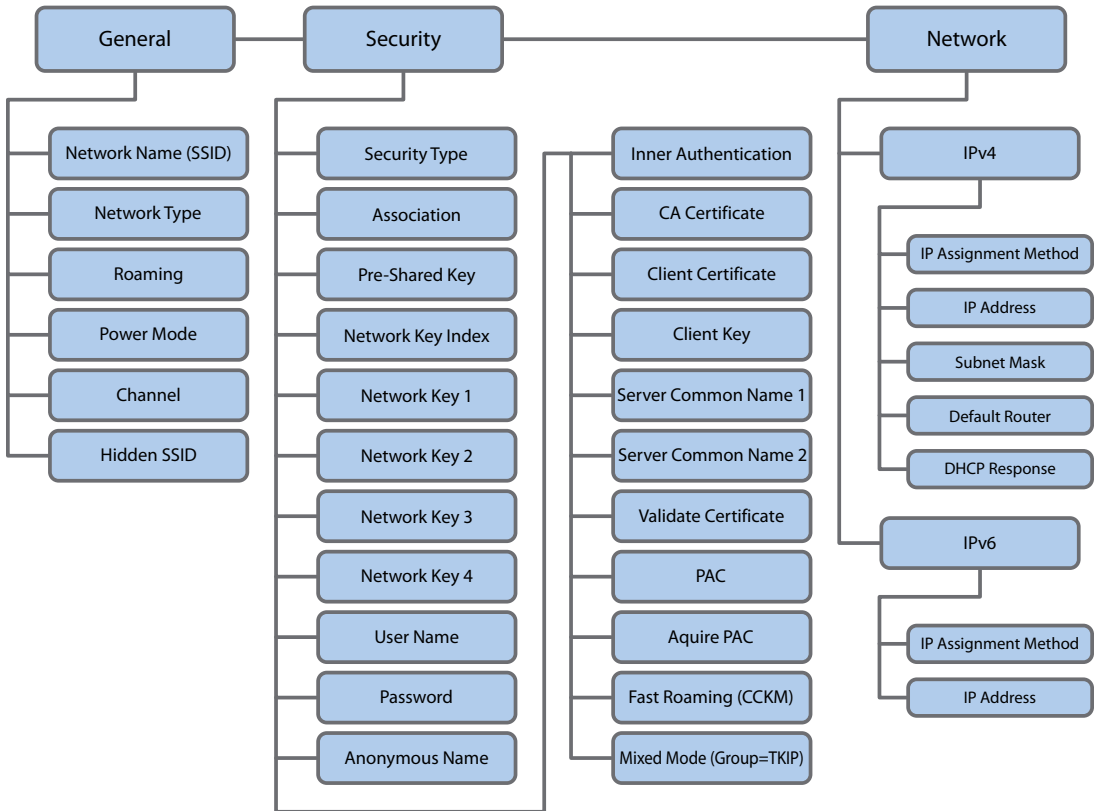 General
Security
Network
Network Name (SSID)
Network Type
Roaming
Power Mode
Channel
Hidden SSID
Security Type
Association
Pre-Shared Key
Network Key Index
Network Key 1
Network Key 2
Network Key 3
Network Key 4
User Name
Password
Anonymous Name
Inner Authentication
CA Certificate
Client Certificate
Client Key
Server Common Name 1
Server Common Name 2
Validate Certificate
PAC
Aquire PAC
Fast Roaming (CCKM)
Mixed Mode (Group=TKIP)
IPv4
IP Assignment Method
IP Address
Subnet Mask
Default Router
DHCP Response
IPv6
IP Assignment Method
IP Address